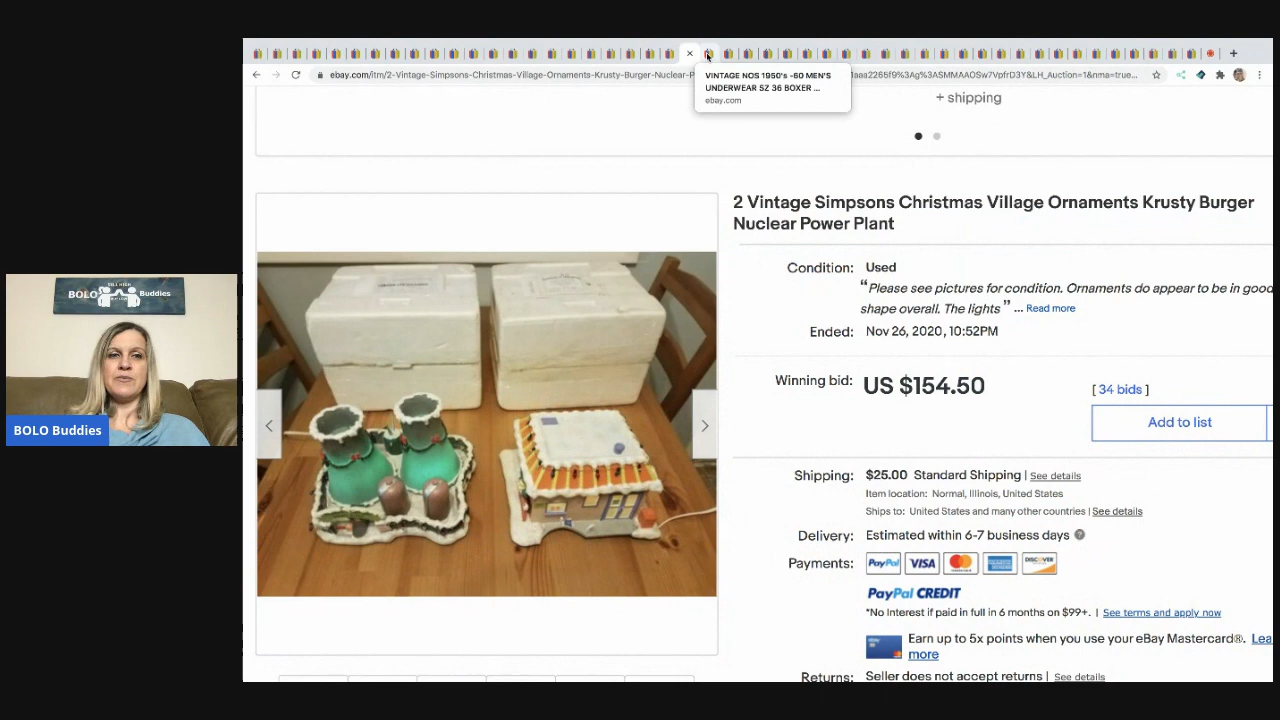 VINTAGE NOS 1950's -60 MEN'S
UNDERWEAR SZ 36 BOXER ...
ebay.com
+ shipping
2 Vintage Simpsons Christmas Village Ornaments Krusty Burger
Nuclear Power Plant
Condition: Used
“Please see pictures for condition. Ornaments do appear to be in good
shape overall. The lights ” ... Read more
Ended: Nov 26, 2020, 10:52PM
Winning bid: US $154.50 [ 34 bids ]
Add to list
Shipping: $25.00 Standard Shipping | See details
Item location: Normal, Illinois, United States
Ships to: United States and many other countries | See details
Delivery: Estimated within 6-7 business days
Payments: PayPal VISA MasterCard AMERICAN EXPRESS DISCOVER
PayPal CREDIT
*No Interest if paid in full in 6 months on $99+. | See terms and apply now
Earn up to 5x points when you use your eBay Mastercard®. Lea
more
Returns: Seller does not accept returns | See details
BOLO Buddies
BOLO Buddies